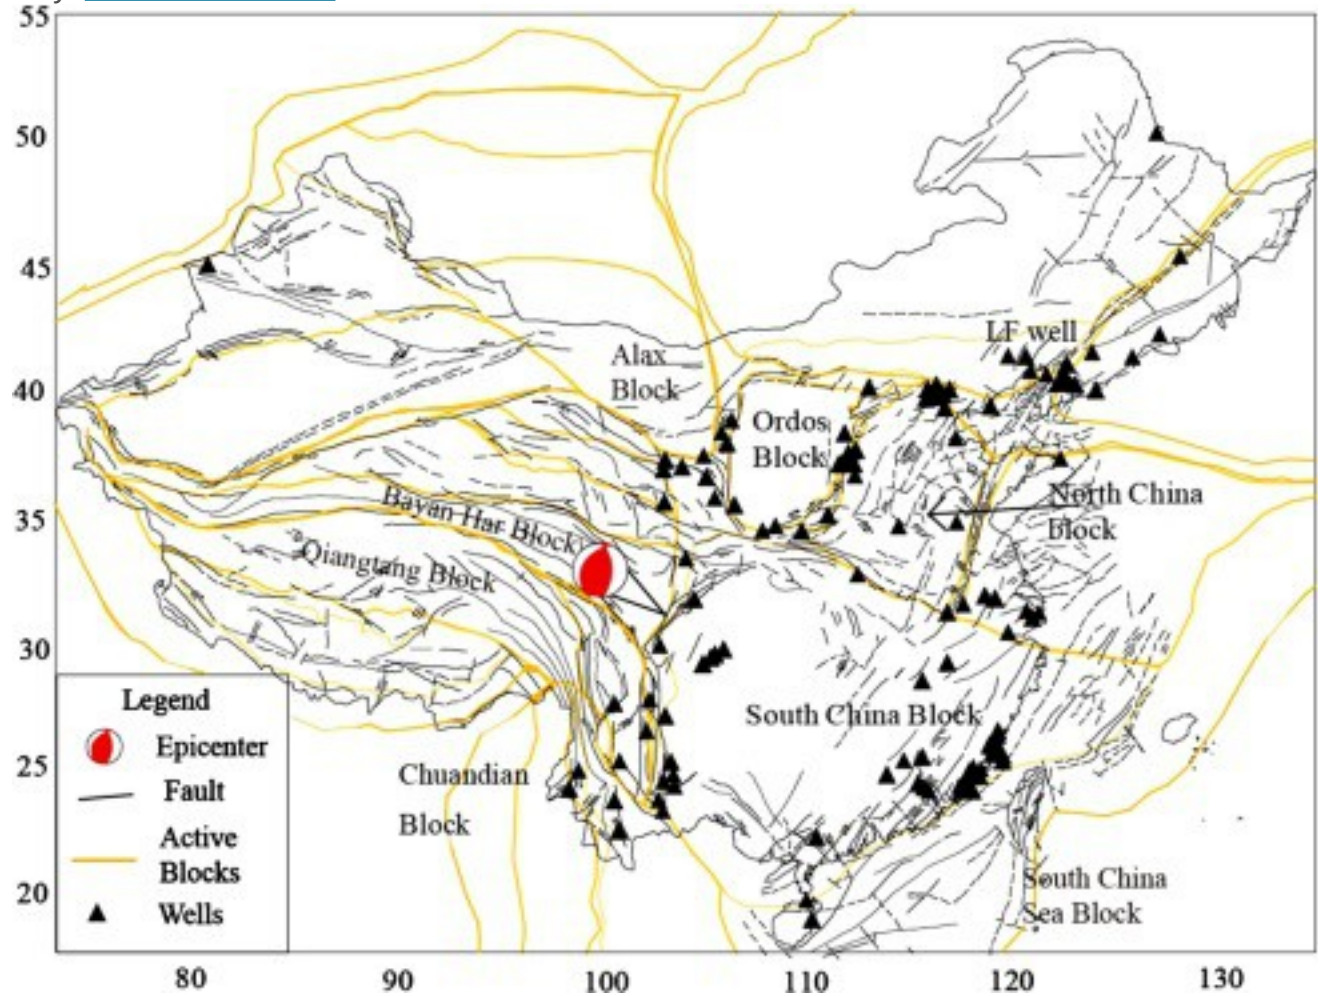 55
50
45
40
35
30
25
20
LF well
Alax
Block
Ordos
Block
North China
block
Bayan Har Block
Qiangtang Block
South China Block
Chuandian
Block
South China
Sea Block
Legend
Epicenter
Fault
Active
Blocks
Wells
80
90
100
110
120
130